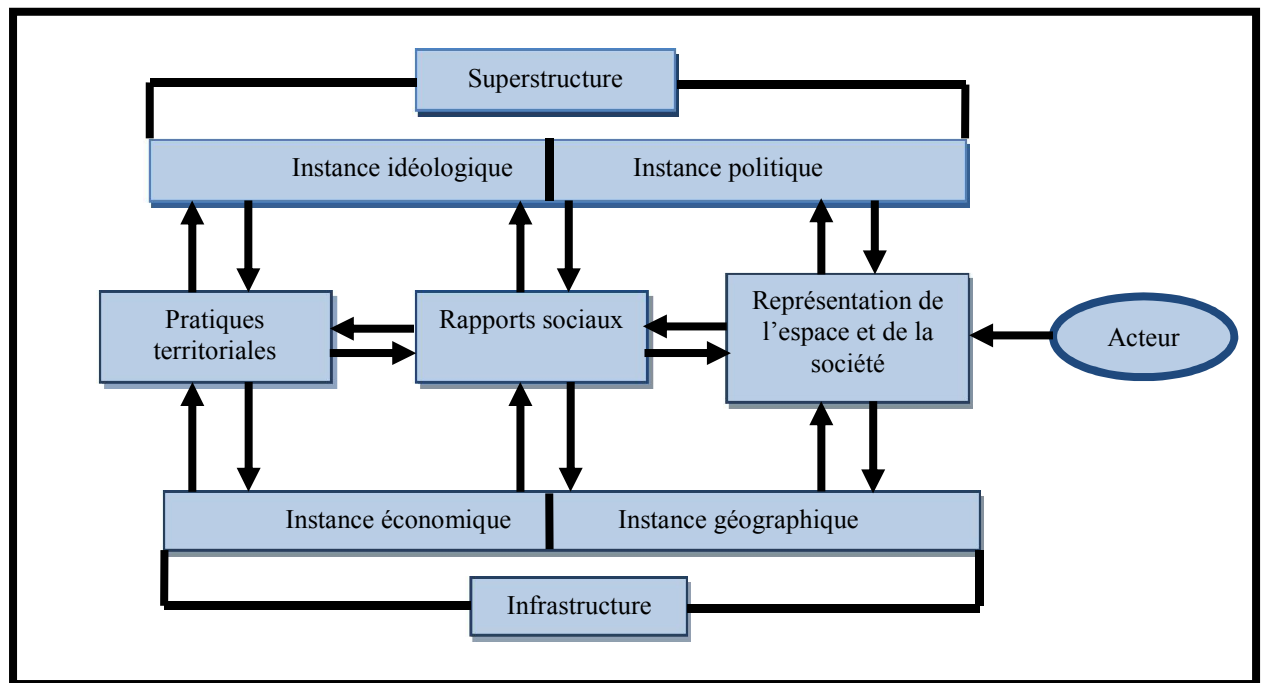 Superstructure
Instance idéologique
Instance politique
Pratiques
territoriales
Rapports sociaux
Représentation de
l’espace et de la
société
Acteur
Instance économique
Instance géographique
Infrastructure